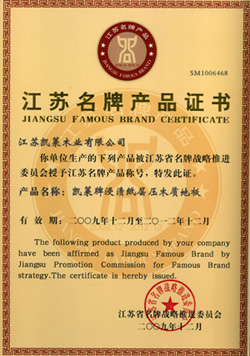 江苏名牌产品
JIANGSU FAMOUS BRAND
SM1006468
江苏名牌产品证书
JIANGSU FAMOUS BRAND CERTIFICATE
江苏凯莱木业有限公司
你单位生产的下列产品被江苏省名牌战略推进
委员会授予江苏名牌产品称号，特发此证。
产品名称：凯莱牌浸渍纸层压木质地板
有 效 期：二○○九年十二月至二○一二年十二月
The following product produced by your company
have been affirmed as Jiangsu Famous Brand by
Jiangsu Promotion Commission for Famous Brand
strategy.The certificate is hereby issued.
江苏省名牌战略推进委员会
二○○九年十二月